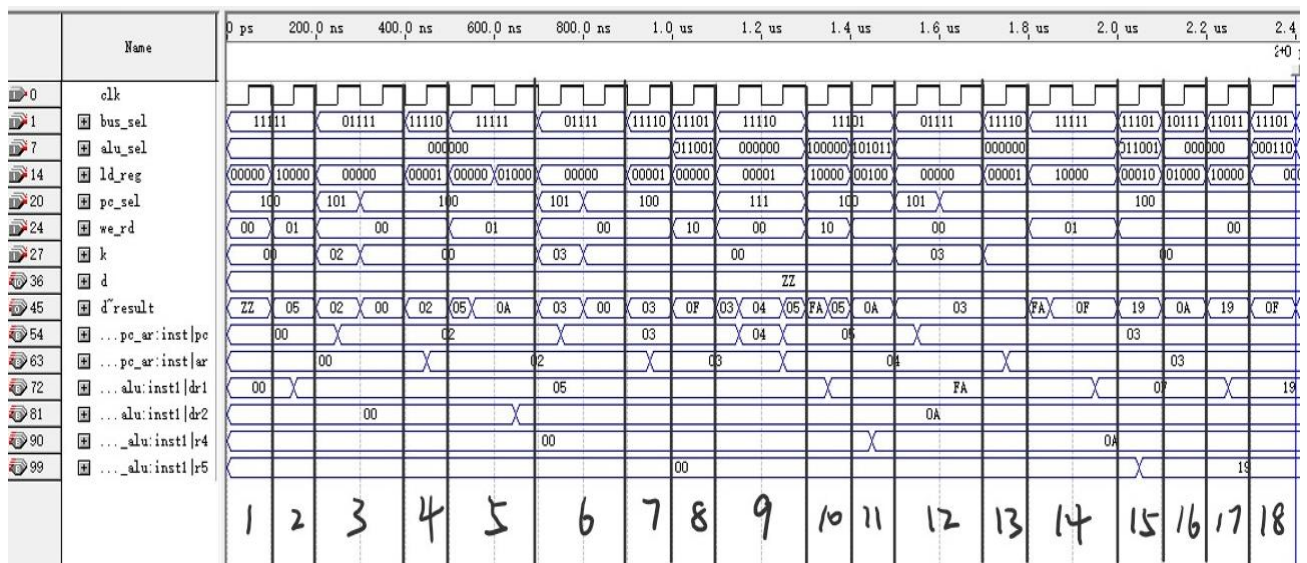 Name
0 ps 200.0 ns 400.0 ns 600.0 ns 800.0 ns 1.0 us 1.2 us 1.4 us 1.6 us 1.8 us 2.0 us 2.2 us 2.4
0 clk
1 bus_sel 11111 01111 11110 11111 01111 11110 11101 11110 11101 01111 11110 11111 11101 10111 11011 11101
7 alu_sel 000000 011001 000000 100000 101011 000000 011001 000000 000110
14 ld_reg 00000 10000 00000 00001 00000 01000 00000 00001 00000 00001 10000 00100 00000 00001 10000 00010 01000 10000
20 pc_sel 100 101 100 101 100 111 100 101 100
24 we_rd 00 01 00 01 00 10 00 10 00 01 00
27 k 00 02 00 03 00 03 00
36 d ZZ
45 d~result ZZ 05 02 00 02 05 0A 03 00 03 0F 03 04 05 FA 05 0A 03 FA 0F 19 0A 19 0F
54 ...pc_ar:inst|pc 00 02 03 04 05 03
63 ...pc_ar:inst|ar 00 02 03 04 03
72 ...alu:inst1|dr1 00 05 FA 07 19
81 ...alu:inst1|dr2 00 0A
90 ..._alu:inst1|r4 00 0A
99 ..._alu:inst1|r5 00 19
1 2 3 4 5 6 7 8 9 10 11 12 13 14 15 16 17 18